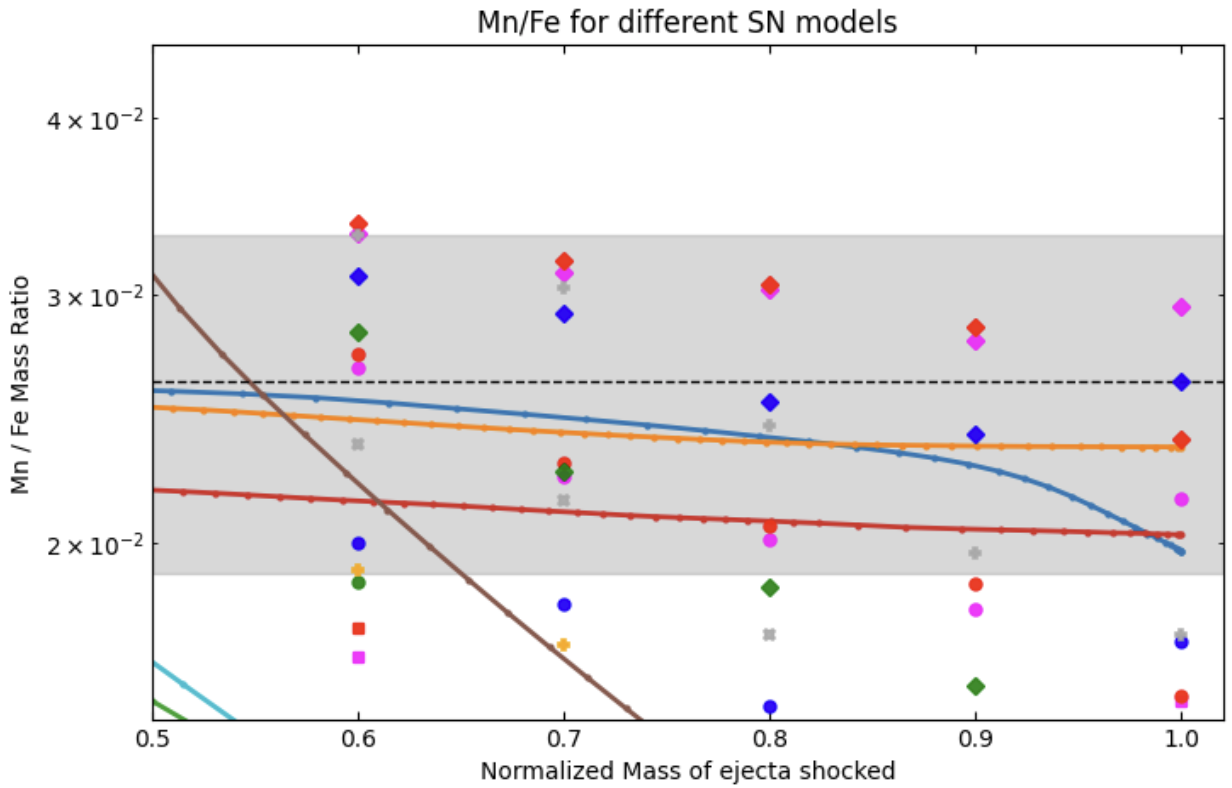 Mn/Fe for different SN models
Mn / Fe Mass Ratio
4 × 10⁻²
3 × 10⁻²
2 × 10⁻²
0.5 0.6 0.7 0.8 0.9 1.0
Normalized Mass of ejecta shocked